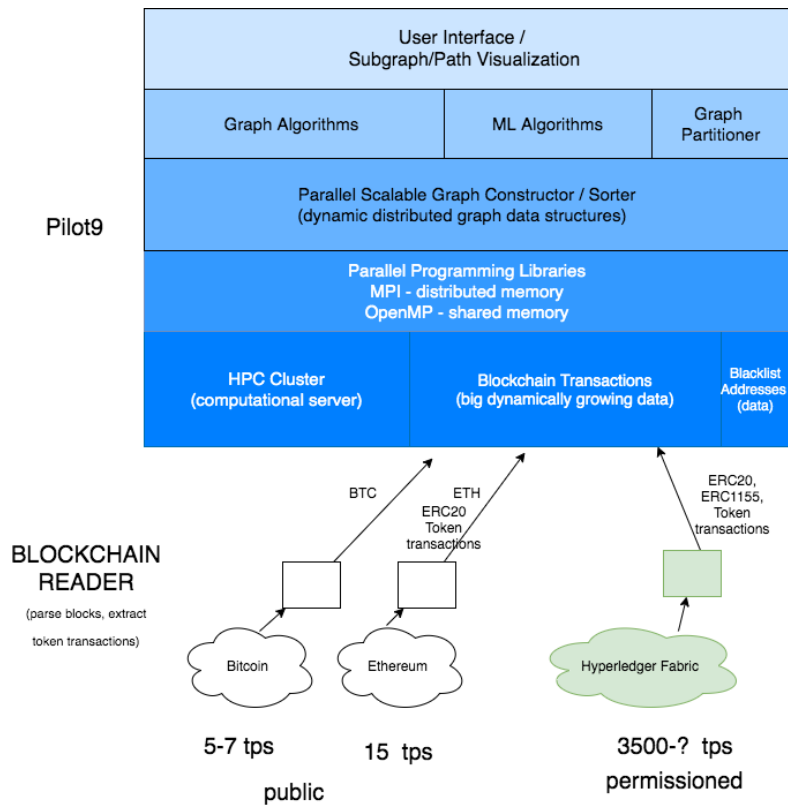 User Interface /
Subgraph/Path Visualization
Graph Algorithms
ML Algorithms
Graph
Partitioner
Parallel Scalable Graph Constructor / Sorter
(dynamic distributed graph data structures)
Pilot9
Parallel Programming Libraries
MPI - distributed memory
OpenMP - shared memory
HPC Cluster
(computational server)
Blockchain Transactions
(big dynamically growing data)
Blacklist
Addresses
(data)
BTC
ETH
ERC20
Token
transactions
ERC20,
ERC1155,
Token
transactions
BLOCKCHAIN
READER
(parse blocks, extract
token transactions)
Bitcoin
Ethereum
Hyperledger Fabric
5-7 tps
15 tps
3500-? tps
public
permissioned